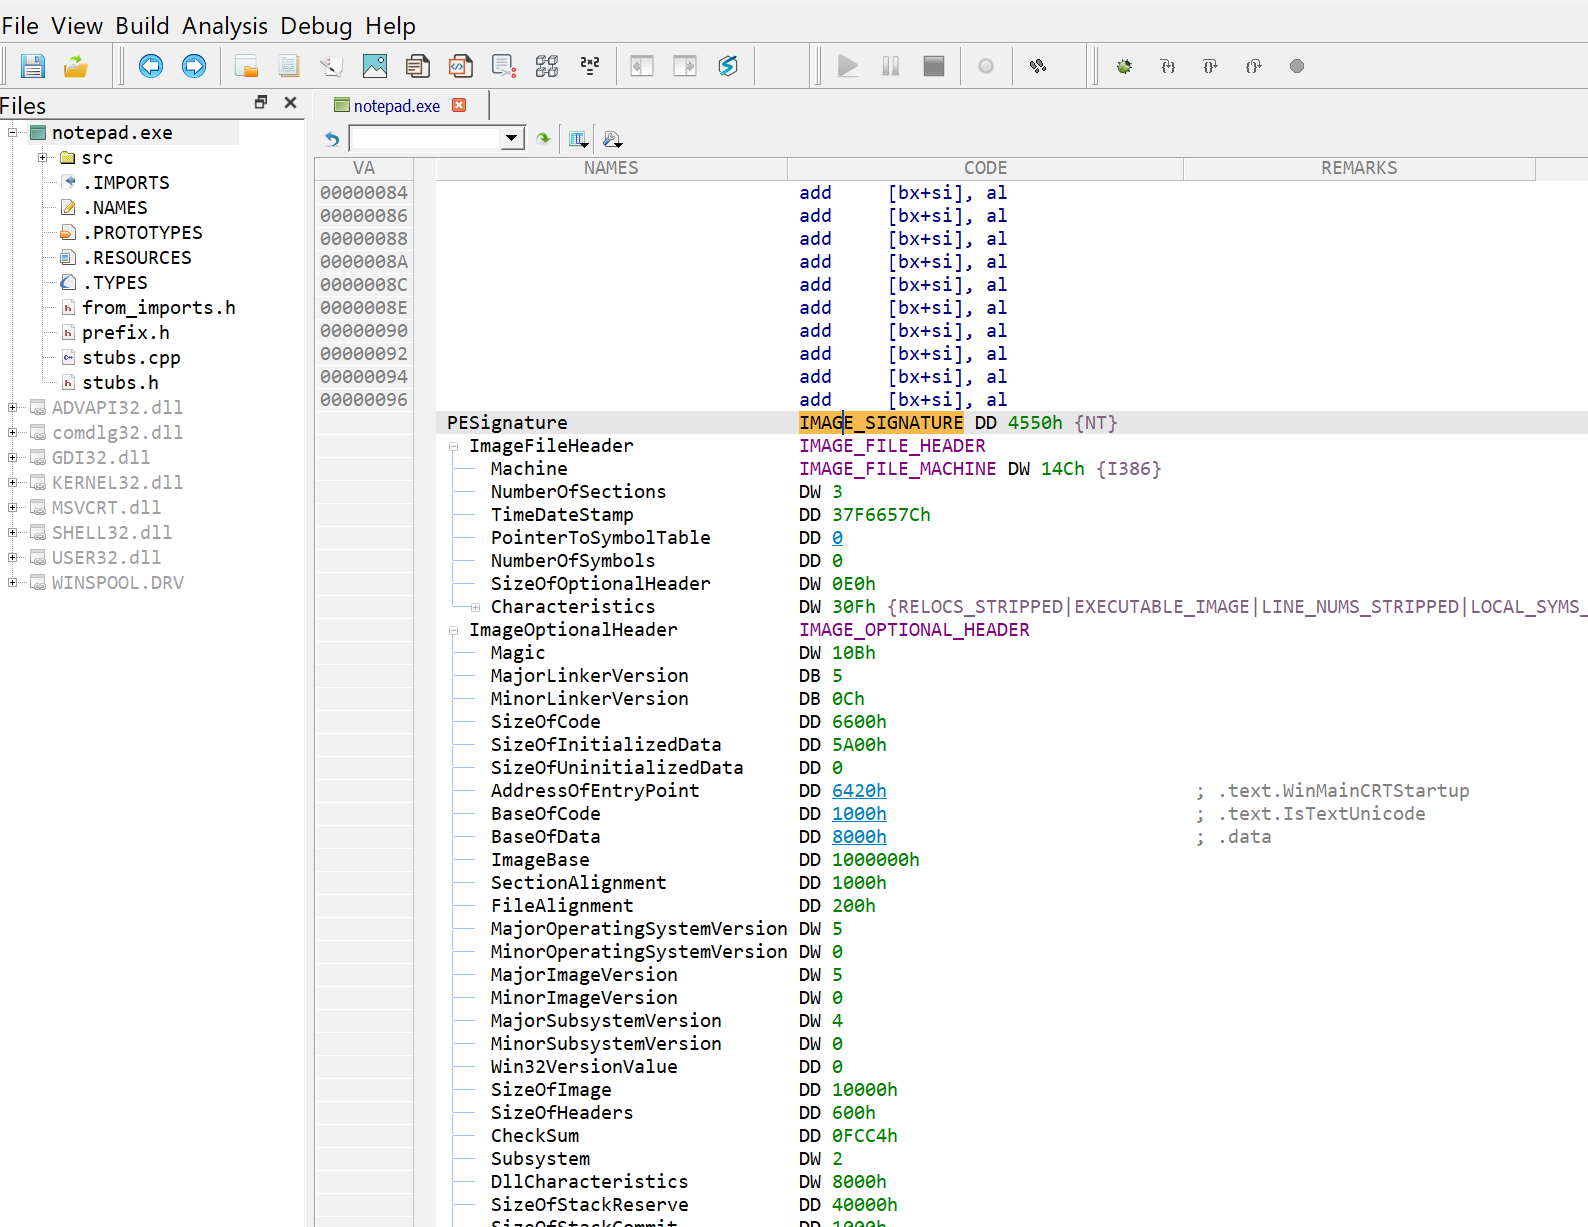 File View Build Analysis Debug Help
Files
notepad.exe
src
.IMPORTS
.NAMES
.PROTOTYPES
.RESOURCES
.TYPES
from_imports.h
prefix.h
stubs.cpp
stubs.h
ADVAPI32.dll
comdlg32.dll
GDI32.dll
KERNEL32.dll
MSVCRT.dll
SHELL32.dll
USER32.dll
WINSPOOL.DRV
notepad.exe
VA NAMES CODE REMARKS
00000084 add [bx+si], al
00000086 add [bx+si], al
00000088 add [bx+si], al
0000008A add [bx+si], al
0000008C add [bx+si], al
0000008E add [bx+si], al
00000090 add [bx+si], al
00000092 add [bx+si], al
00000094 add [bx+si], al
00000096 add [bx+si], al
PESignature IMAGE_SIGNATURE DD 4550h {NT}
ImageFileHeader IMAGE_FILE_HEADER
Machine IMAGE_FILE_MACHINE DW 14Ch {I386}
NumberOfSections DW 3
TimeDateStamp DD 37F6657Ch
PointerToSymbolTable DD 0
NumberOfSymbols DD 0
SizeOfOptionalHeader DW 0E0h
Characteristics DW 30Fh {RELOCS_STRIPPED|EXECUTABLE_IMAGE|LINE_NUMS_STRIPPED|LOCAL_SYMS_
ImageOptionalHeader IMAGE_OPTIONAL_HEADER
Magic DW 10Bh
MajorLinkerVersion DB 5
MinorLinkerVersion DB 0Ch
SizeOfCode DD 6600h
SizeOfInitializedData DD 5A00h
SizeOfUninitializedData DD 0
AddressOfEntryPoint DD 6420h ; .text.WinMainCRTStartup
BaseOfCode DD 1000h ; .text.IsTextUnicode
BaseOfData DD 8000h ; .data
ImageBase DD 1000000h
SectionAlignment DD 1000h
FileAlignment DD 200h
MajorOperatingSystemVersion DW 5
MinorOperatingSystemVersion DW 0
MajorImageVersion DW 5
MinorImageVersion DW 0
MajorSubsystemVersion DW 4
MinorSubsystemVersion DW 0
Win32VersionValue DD 0
SizeOfImage DD 10000h
SizeOfHeaders DD 600h
CheckSum DD 0FCC4h
Subsystem DW 2
DllCharacteristics DW 8000h
SizeOfStackReserve DD 40000h
SizeOfStackCommit DD 1000h